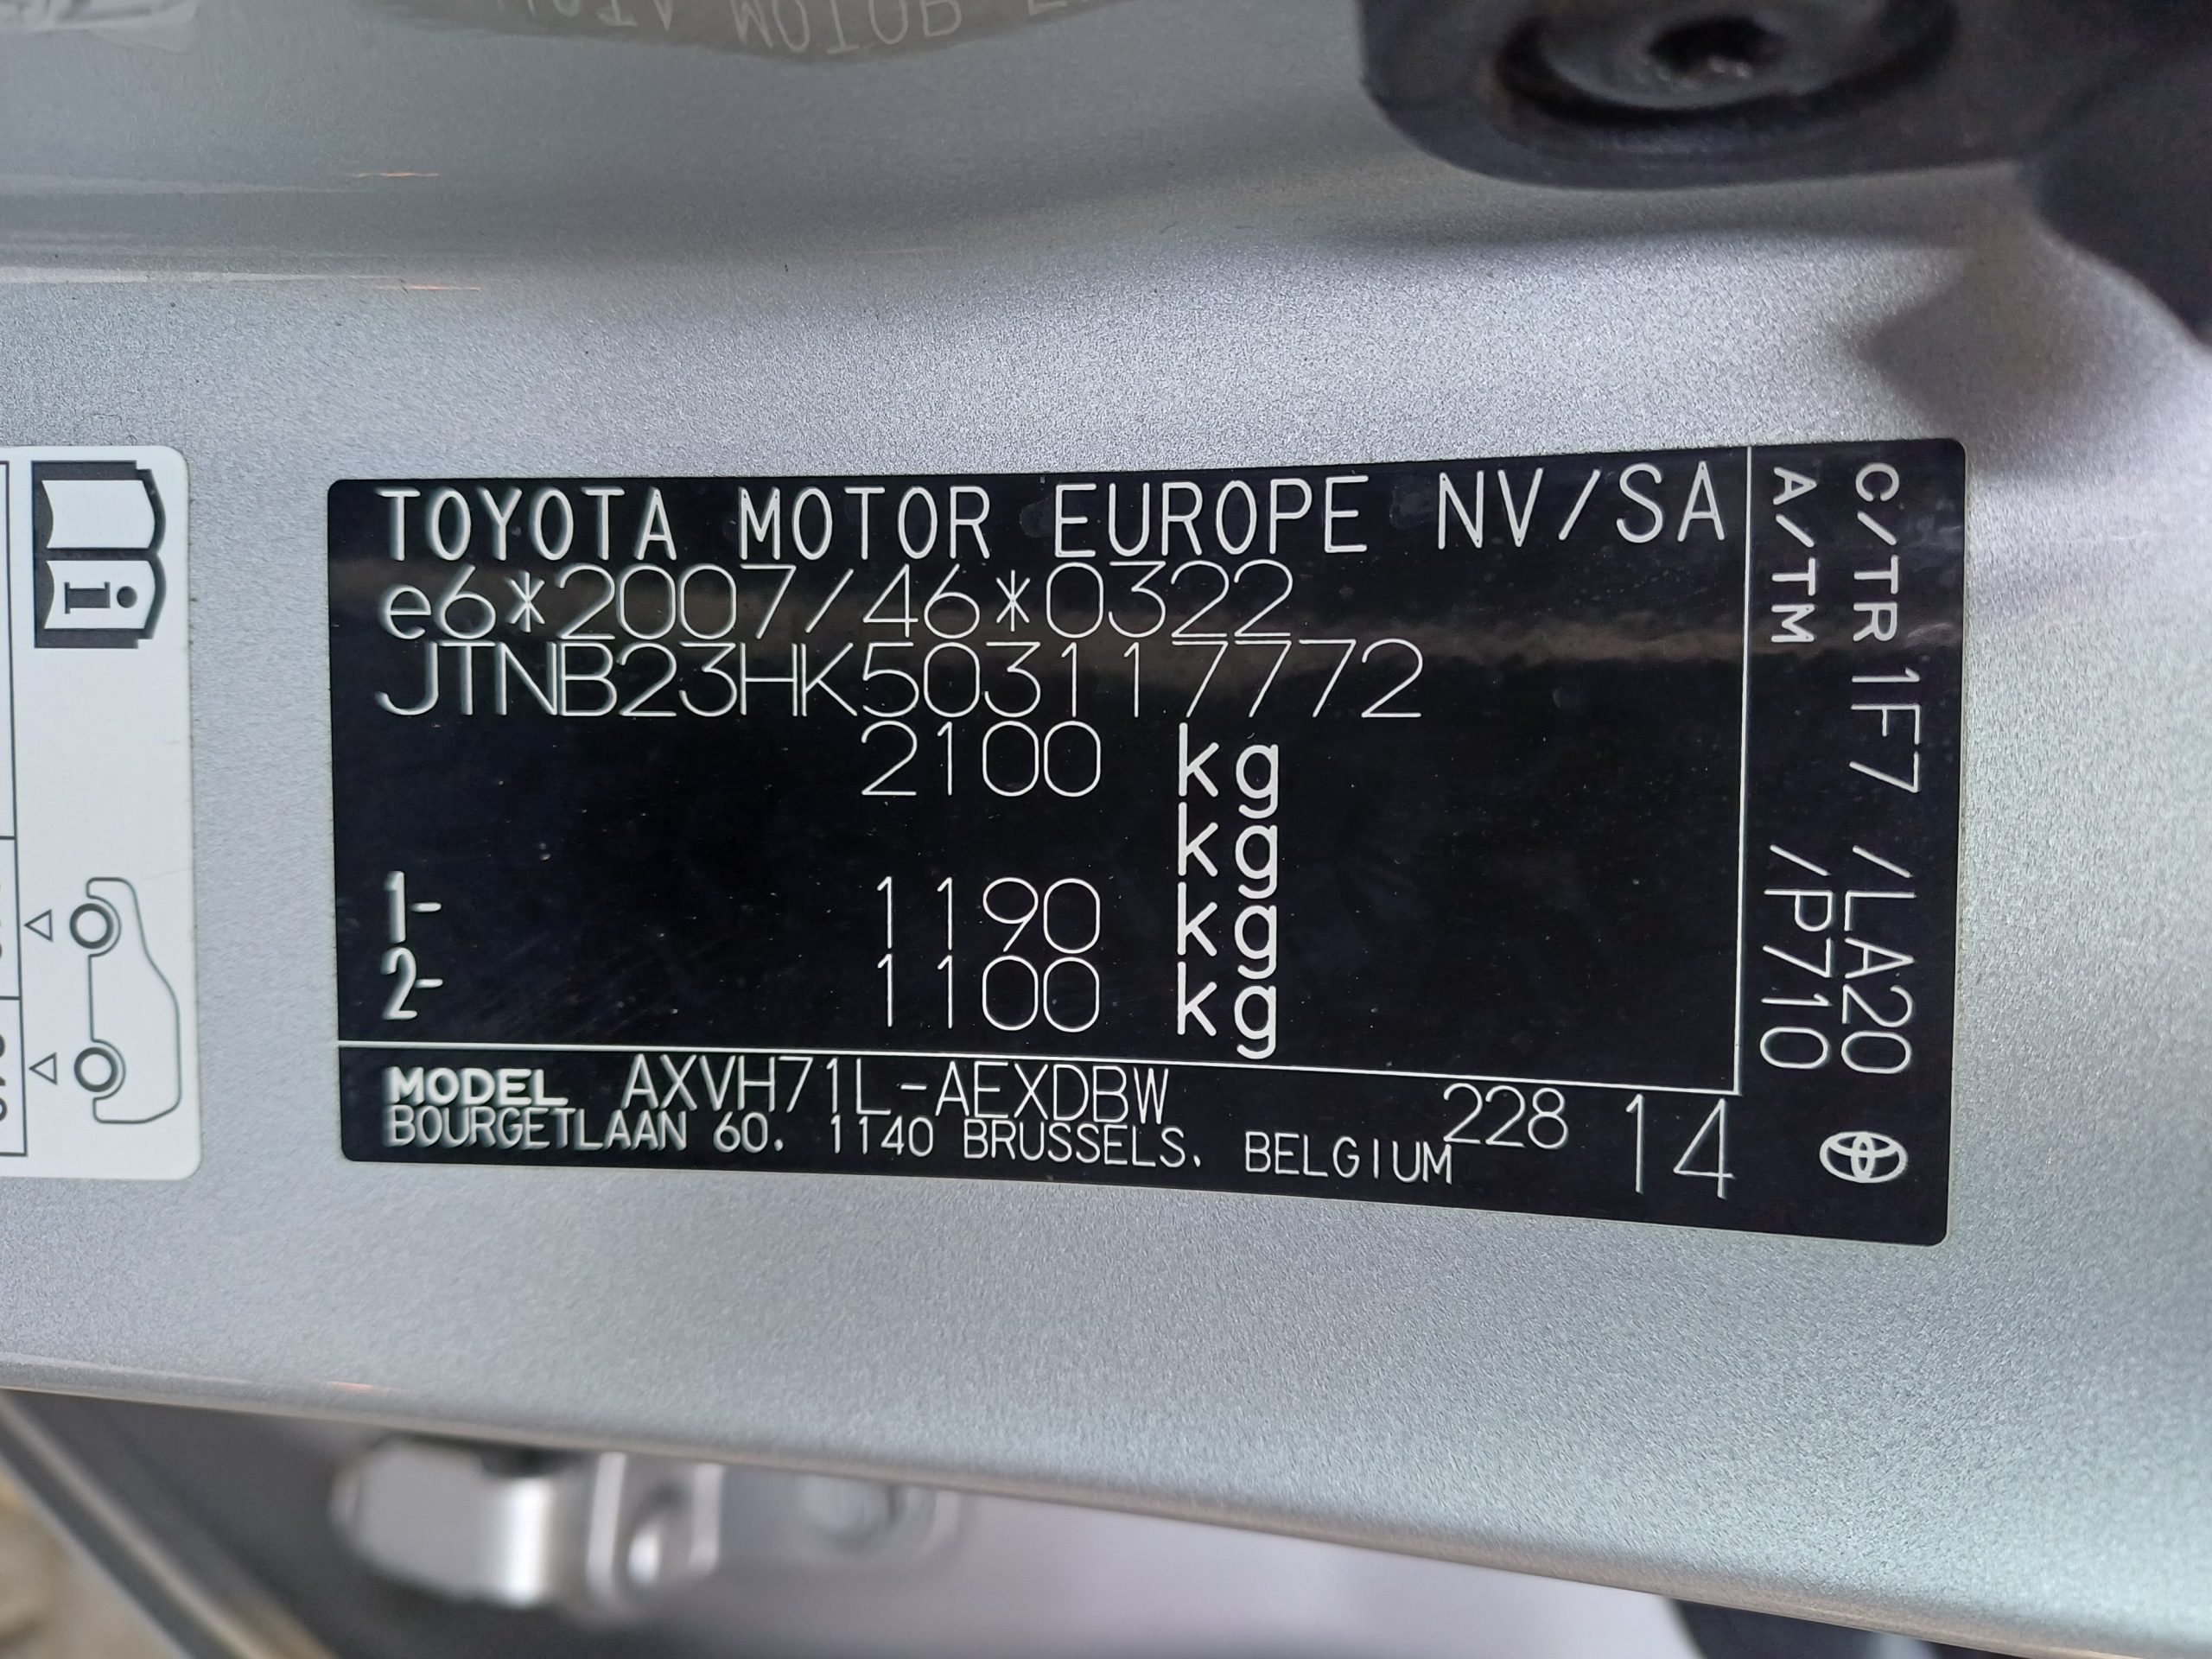 TOYOTA MOTOR EUROPE NV/SA
e6*2007/46*0322
JTNB23HK503117772
2100 kg
kg
1- 1190 kg
2- 1100 kg
MODEL AXVH71L-AEXDBW
BOURGETLAAN 60. 1140 BRUSSELS. BELGIUM
228 14
C/TR 1F7 /LA20
A/TM /P710
i